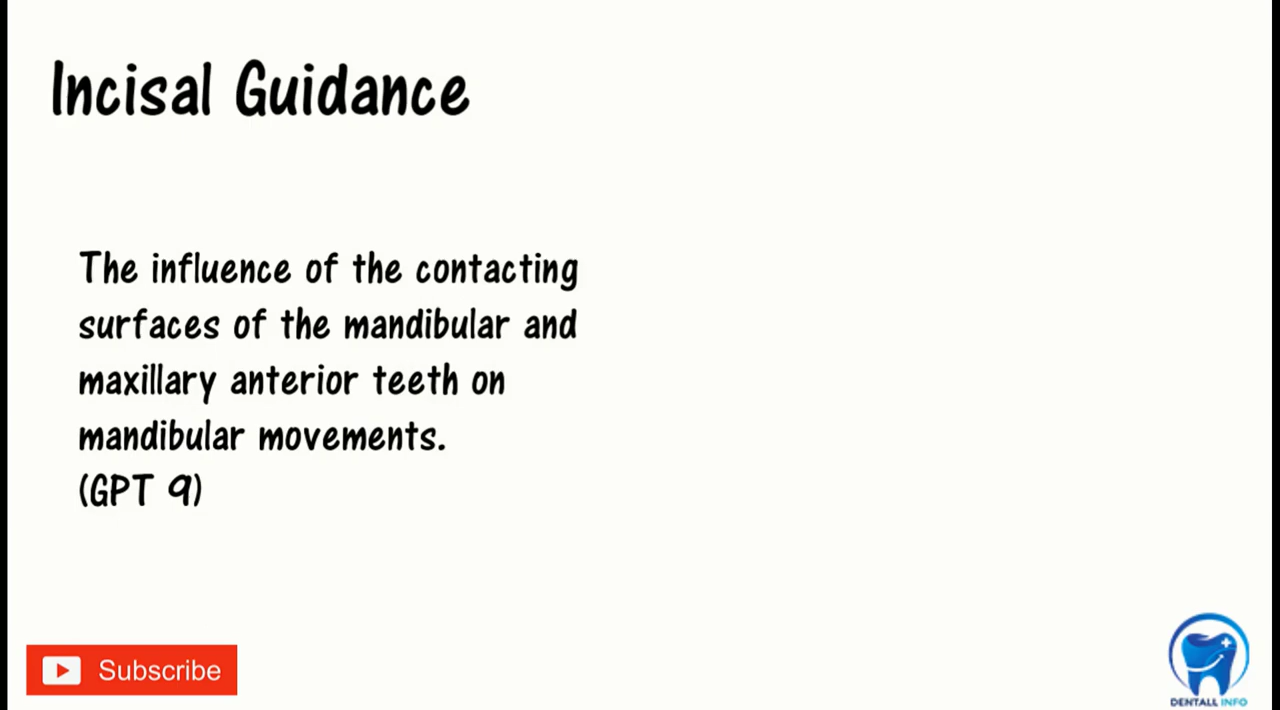 Incisal Guidance
The influence of the contacting
surfaces of the mandibular and
maxillary anterior teeth on
mandibular movements.
(GPT 9)
Subscribe
DENTALL INFO